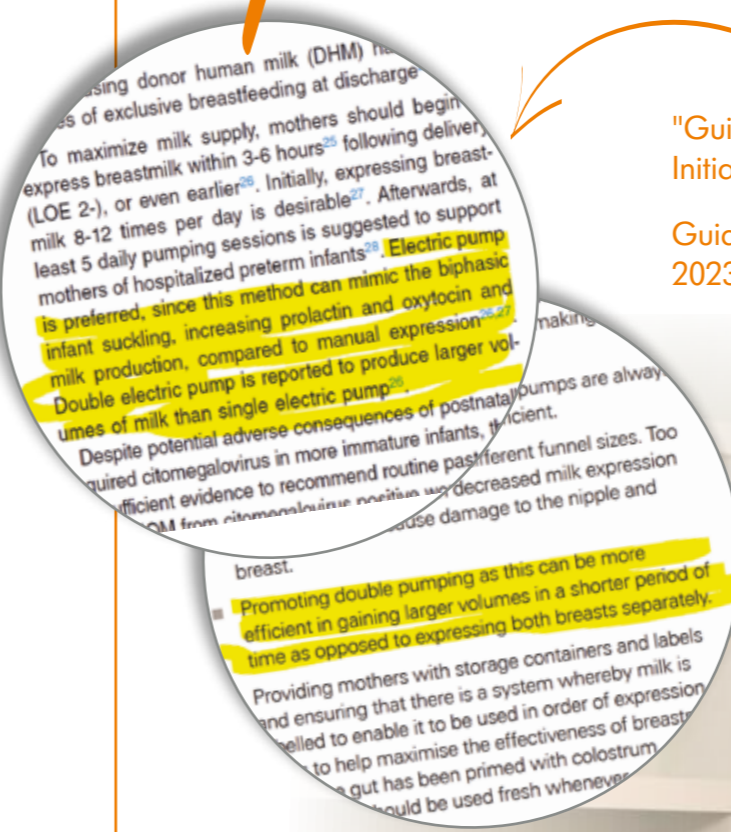 using donor human milk (DHM)
of exclusive breastfeeding at discharge
To maximize milk supply, mothers should begin
express breastmilk within 3-6 hours25 following delivery
(LOE 2-), or even earlier26. Initially, expressing breast-
milk 8-12 times per day is desirable27. Afterwards, at
least 5 daily pumping sessions is suggested to support
mothers of hospitalized preterm infants28. Electric pump
is preferred, since this method can mimic the biphasic
infant suckling, increasing prolactin and oxytocin and
milk production, compared to manual expression26,27.
Double electric pump is reported to produce larger vol-
umes of milk than single electric pump26.
Despite potential adverse consequences of postnatal
quired citomegalovirus in more immature infants,
evidence to recommend routine
from citomegalovirus positive
"Gui
Initia
Guid
2023
making
pumps are alway
ferent funnel sizes. Too
decreased milk expression
cause damage to the nipple and
breast.
Promoting double pumping as this can be more
efficient in gaining larger volumes in a shorter period of
time as opposed to expressing both breasts separately.
Providing mothers with storage containers and labels
and ensuring that there is a system whereby milk is
elled to enable it to be used in order of expression
to help maximise the effectiveness of breast
gut has been primed with colostrum
should be used fresh whenever